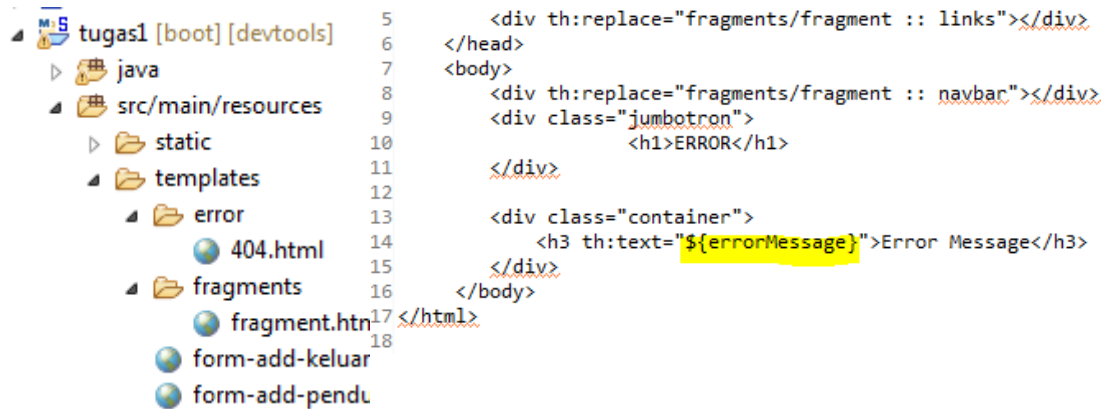 tugas1 [boot] [devtools]
java
src/main/resources
static
templates
error
404.html
fragments
fragment.htm
form-add-keluar
form-add-pendu
5 <div th:replace="fragments/fragment :: links"></div>
6 </head>
7 <body>
8 <div th:replace="fragments/fragment :: navbar"></div>
9 <div class="jumbotron">
10 <h1>ERROR</h1>
11 </div>
12
13 <div class="container">
14 <h3 th:text="${errorMessage}">Error Message</h3>
15 </div>
16 </body>
17 </html>
18